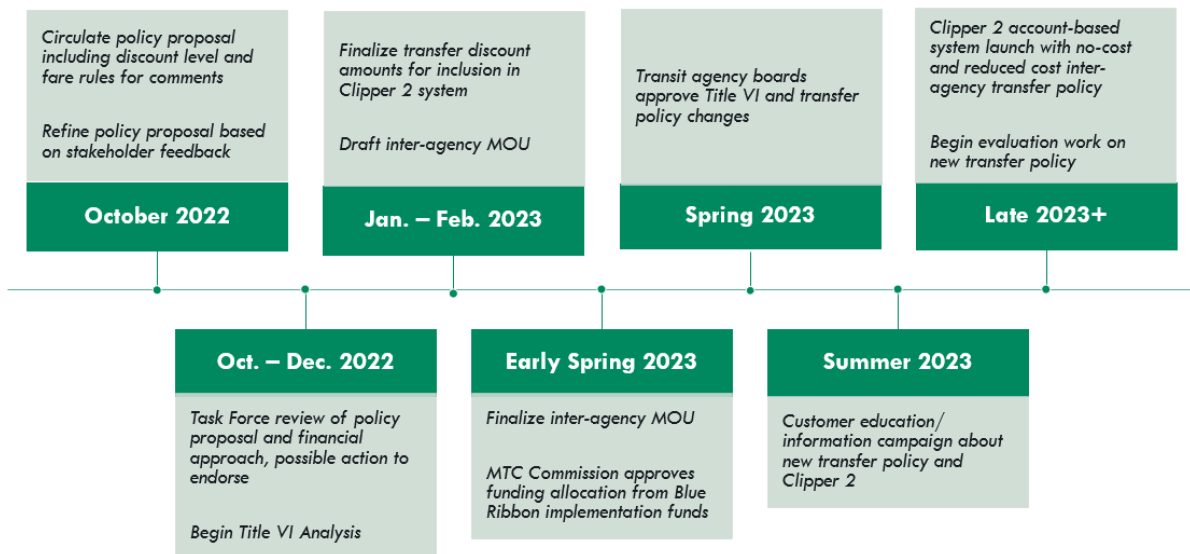 Circulate policy proposal
including discount level and
fare rules for comments
Refine policy proposal based
on stakeholder feedback
October 2022
Task Force review of policy
proposal and financial
approach, possible action to
endorse
Begin Title VI Analysis
Oct. – Dec. 2022
Finalize transfer discount
amounts for inclusion in
Clipper 2 system
Draft inter-agency MOU
Jan. – Feb. 2023
Early Spring 2023
Finalize inter-agency MOU
MTC Commission approves
funding allocation from Blue
Ribbon implementation funds
Transit agency boards
approve Title VI and transfer
policy changes
Spring 2023
Summer 2023
Customer education/
information campaign about
new transfer policy and
Clipper 2
Clipper 2 account-based
system launch with no-cost
and reduced cost inter-
agency transfer policy
Begin evaluation work on
new transfer policy
Late 2023+